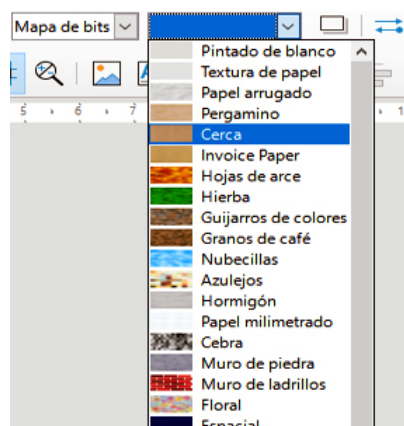 Mapa de bits
5 6 7 1
Pintado de blanco
Textura de papel
Papel arrugado
Pergamino
Cerca
Invoice Paper
Hojas de arce
Hierba
Guijarros de colores
Granos de café
Nubecillas
Azulejos
Hormigón
Papel milimetrado
Cebra
Muro de piedra
Muro de ladrillos
Floral
Espacial